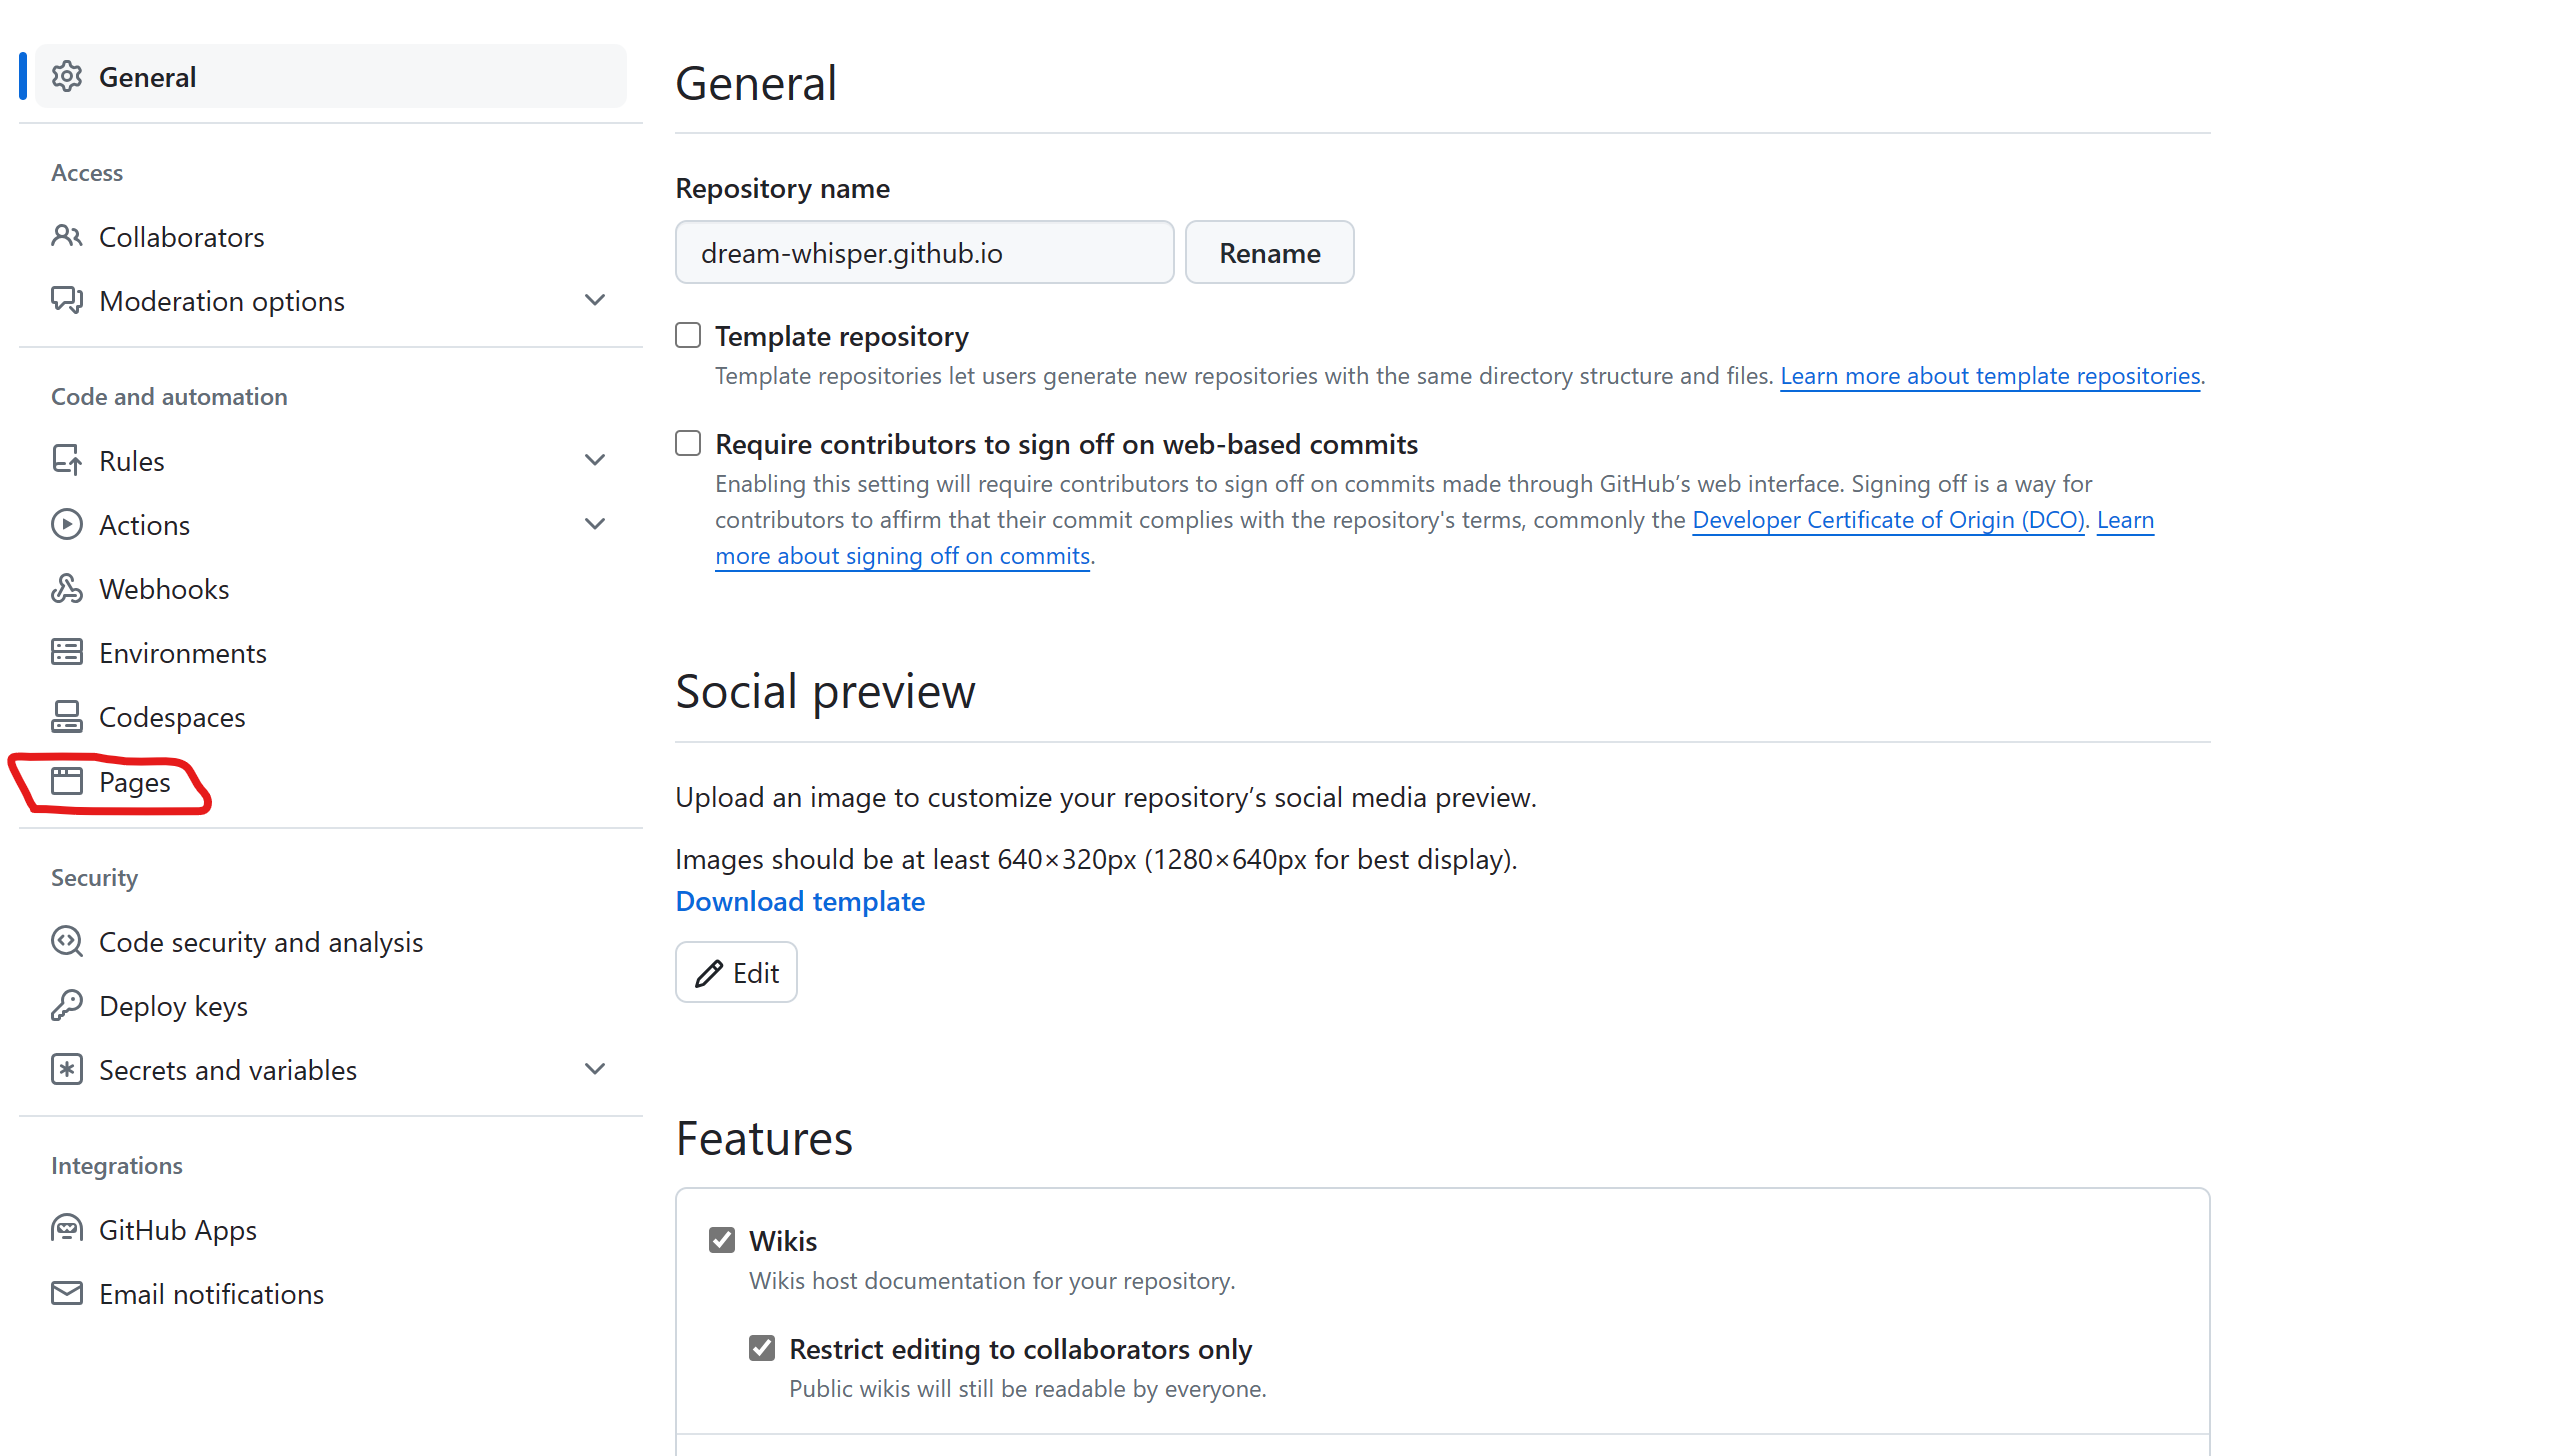 General
Access
Collaborators
Moderation options
Code and automation
Rules
Actions
Webhooks
Environments
Codespaces
Pages
Security
Code security and analysis
Deploy keys
Secrets and variables
Integrations
GitHub Apps
Email notifications
General
Repository name
dream-whisper.github.io
Rename
Template repository
Template repositories let users generate new repositories with the same directory structure and files. Learn more about template repositories.
Require contributors to sign off on web-based commits
Enabling this setting will require contributors to sign off on commits made through GitHub’s web interface. Signing off is a way for
contributors to affirm that their commit complies with the repository's terms, commonly the Developer Certificate of Origin (DCO). Learn
more about signing off on commits.
Social preview
Upload an image to customize your repository’s social media preview.
Images should be at least 640×320px (1280×640px for best display).
Download template
Edit
Features
Wikis
Wikis host documentation for your repository.
Restrict editing to collaborators only
Public wikis will still be readable by everyone.